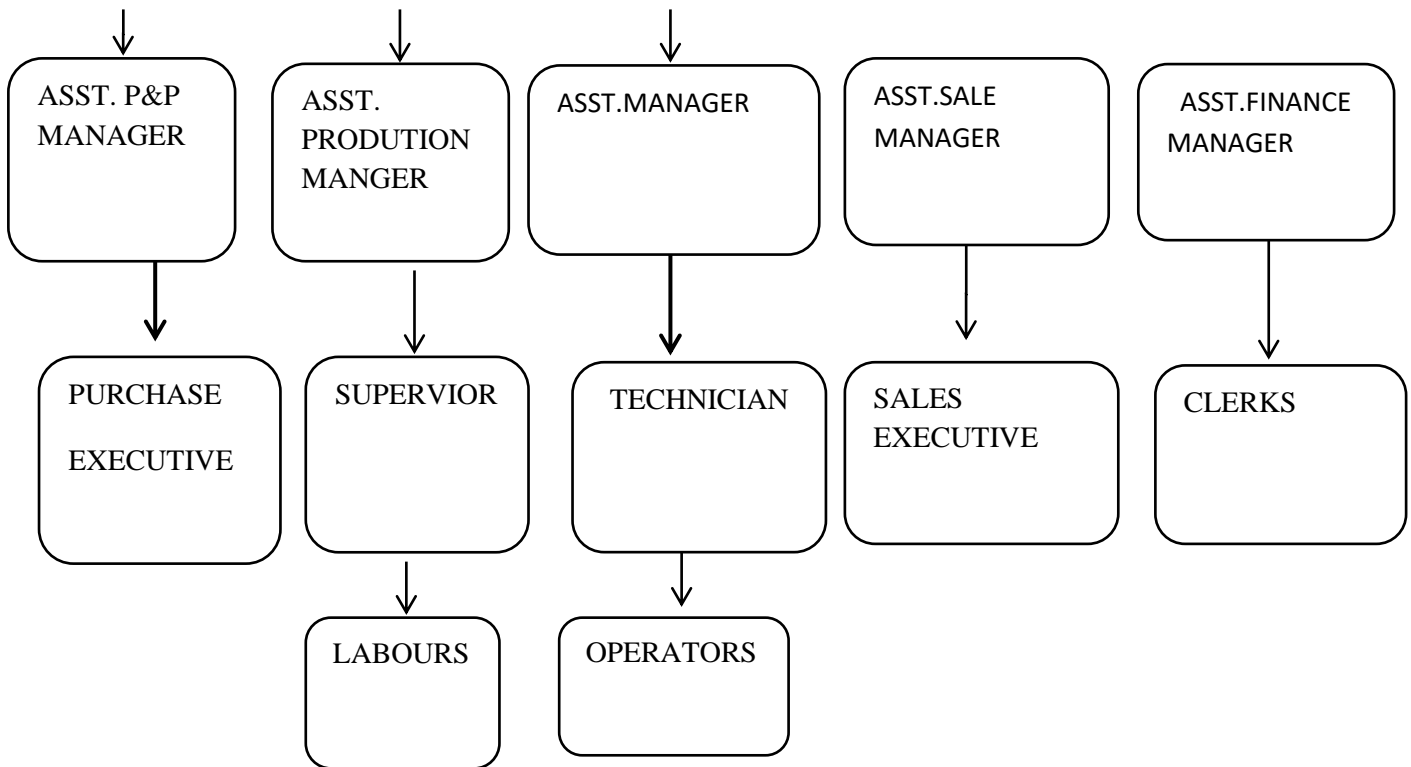 ASST. P&P
MANAGER
ASST.
PRODUTION
MANGER
ASST.MANAGER
ASST.SALE
MANAGER
ASST.FINANCE
MANAGER
PURCHASE
EXECUTIVE
SUPERVIOR
TECHNICIAN
SALES
EXECUTIVE
CLERKS
LABOURS
OPERATORS